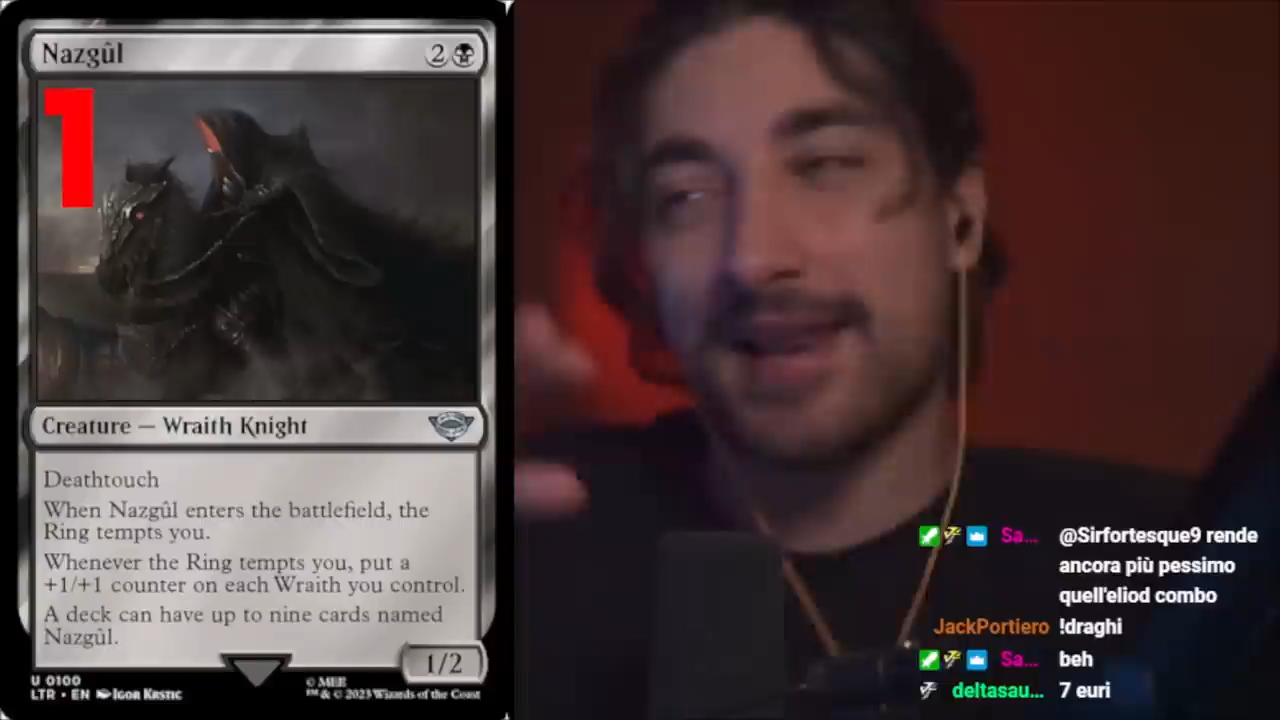 Nazgûl 2
1
Creature — Wraith Knight
Deathtouch
When Nazgûl enters the battlefield, the
Ring tempts you.
Whenever the Ring tempts you, put a
+1/+1 counter on each Wraith you control.
A deck can have up to nine cards named
Nazgûl.
1/2
U 0100
LTR • EN Igor Krstic
© MEE
™ & © 2023 Wizards of the Coast
Sa... @Sirfortesque9 rende
ancora più pessimo
quell'eliod combo
JackPortiero !draghi
Sa... beh
deltasau... 7 euri